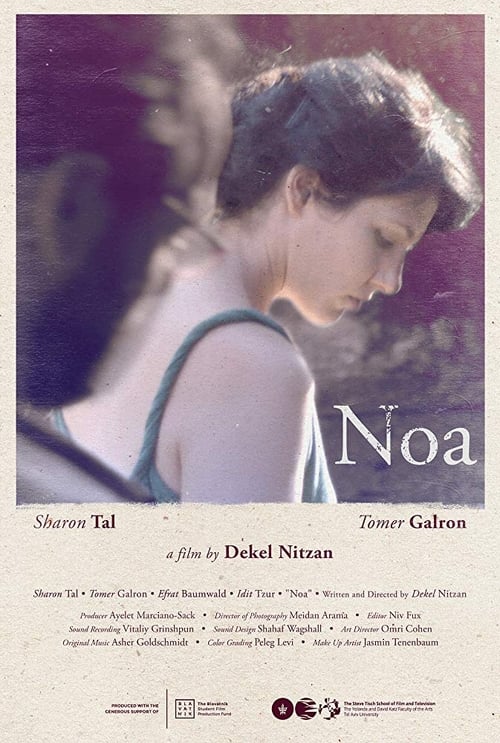 Noa
Sharon Tal Tomer Galron
a film by Dekel Nitzan
Sharon Tal • Tomer Galron • Efrat Baumwald • Idit Tzur • "Noa" • Written and Directed by Dekel Nitzan
Producer Ayelet Marciano-Sack • Director of Photography Meidan Arama • Editor Niv Fux
Sound Recording Vitaliy Grinshpun • Sound Design Shahaf Wagshall • Art Director Omri Cohen
Original Music Asher Goldschmidt • Color Grading Peleg Levi • Make Up Artist Jasmin Tenenbaum
PRODUCED WITH THE
GENEROUS SUPPORT OF
BLA
VAT
NIK
The Blavatnik
Student Film
Production Fund
The Steve Tisch School of Film and Television
The Yolanda and David Katz Faculty of the Arts
Tel Aviv University